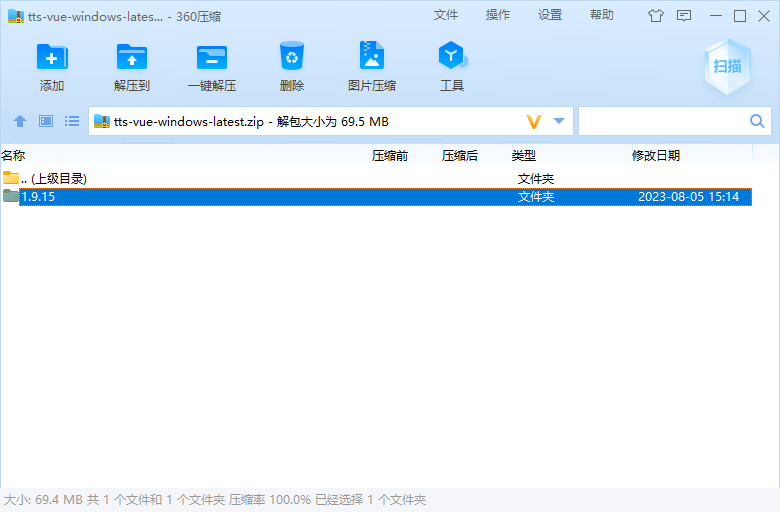 tts-vue-windows-lates... - 360压缩 文件 操作 设置 帮助
添加 解压到 一键解压 删除 图片压缩 工具 扫描
tts-vue-windows-latest.zip - 解包大小为 69.5 MB
名称 压缩前 压缩后 类型 修改日期
.. (上级目录) 文件夹
1.9.15 文件夹 2023-08-05 15:14
大小: 69.4 MB 共 1 个文件和 1 个文件夹 压缩率 100.0% 已经选择 1 个文件夹